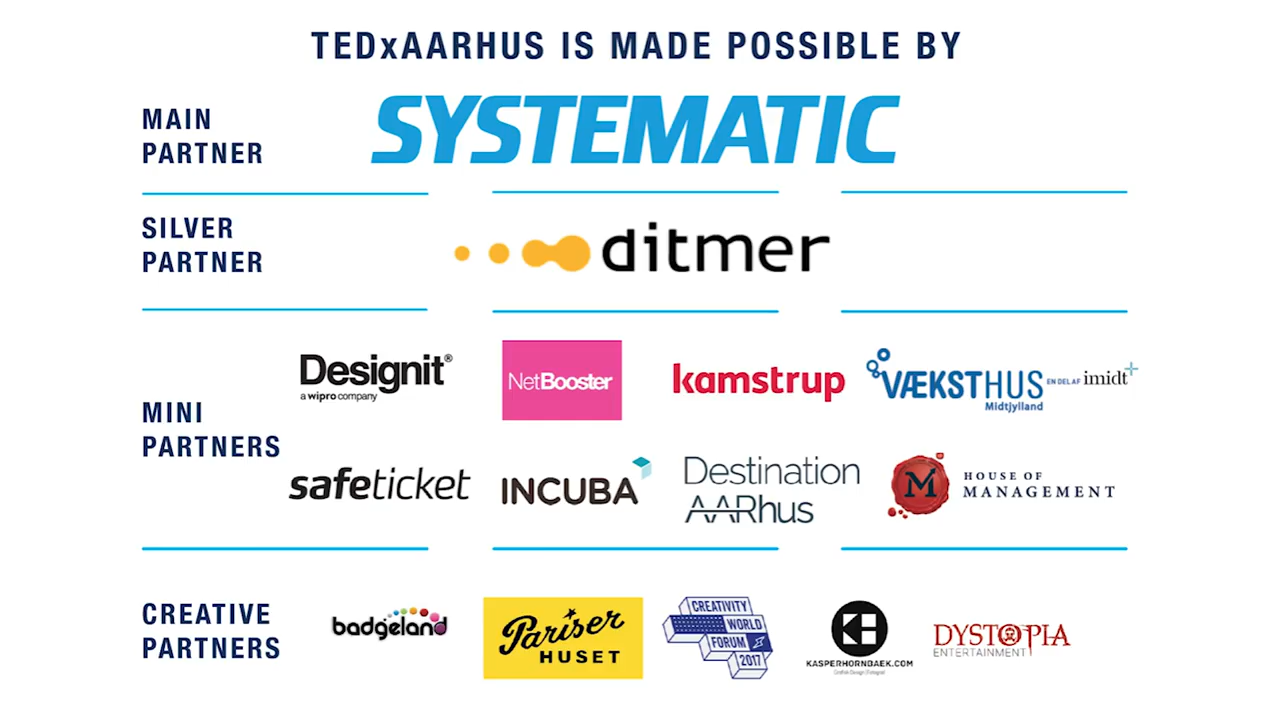 TEDxAARHUS IS MADE POSSIBLE BY
MAIN
PARTNER
SYSTEMATIC
SILVER
PARTNER
ditmer
MINI
PARTNERS
Designit®
a wipro company
NetBooster
kamstrup
VÆKSTHUS
Midtjylland
EN DEL AF imidt
safeticket
INCUBA
Destination
AARhus
M
HOUSE OF
MANAGEMENT
CREATIVE
PARTNERS
badgeland
Pariser
HUSET
CREATIVITY
WORLD
FORUM
2017
KASPERHORNBAEK.COM
DYSTOPIA
ENTERTAINMENT